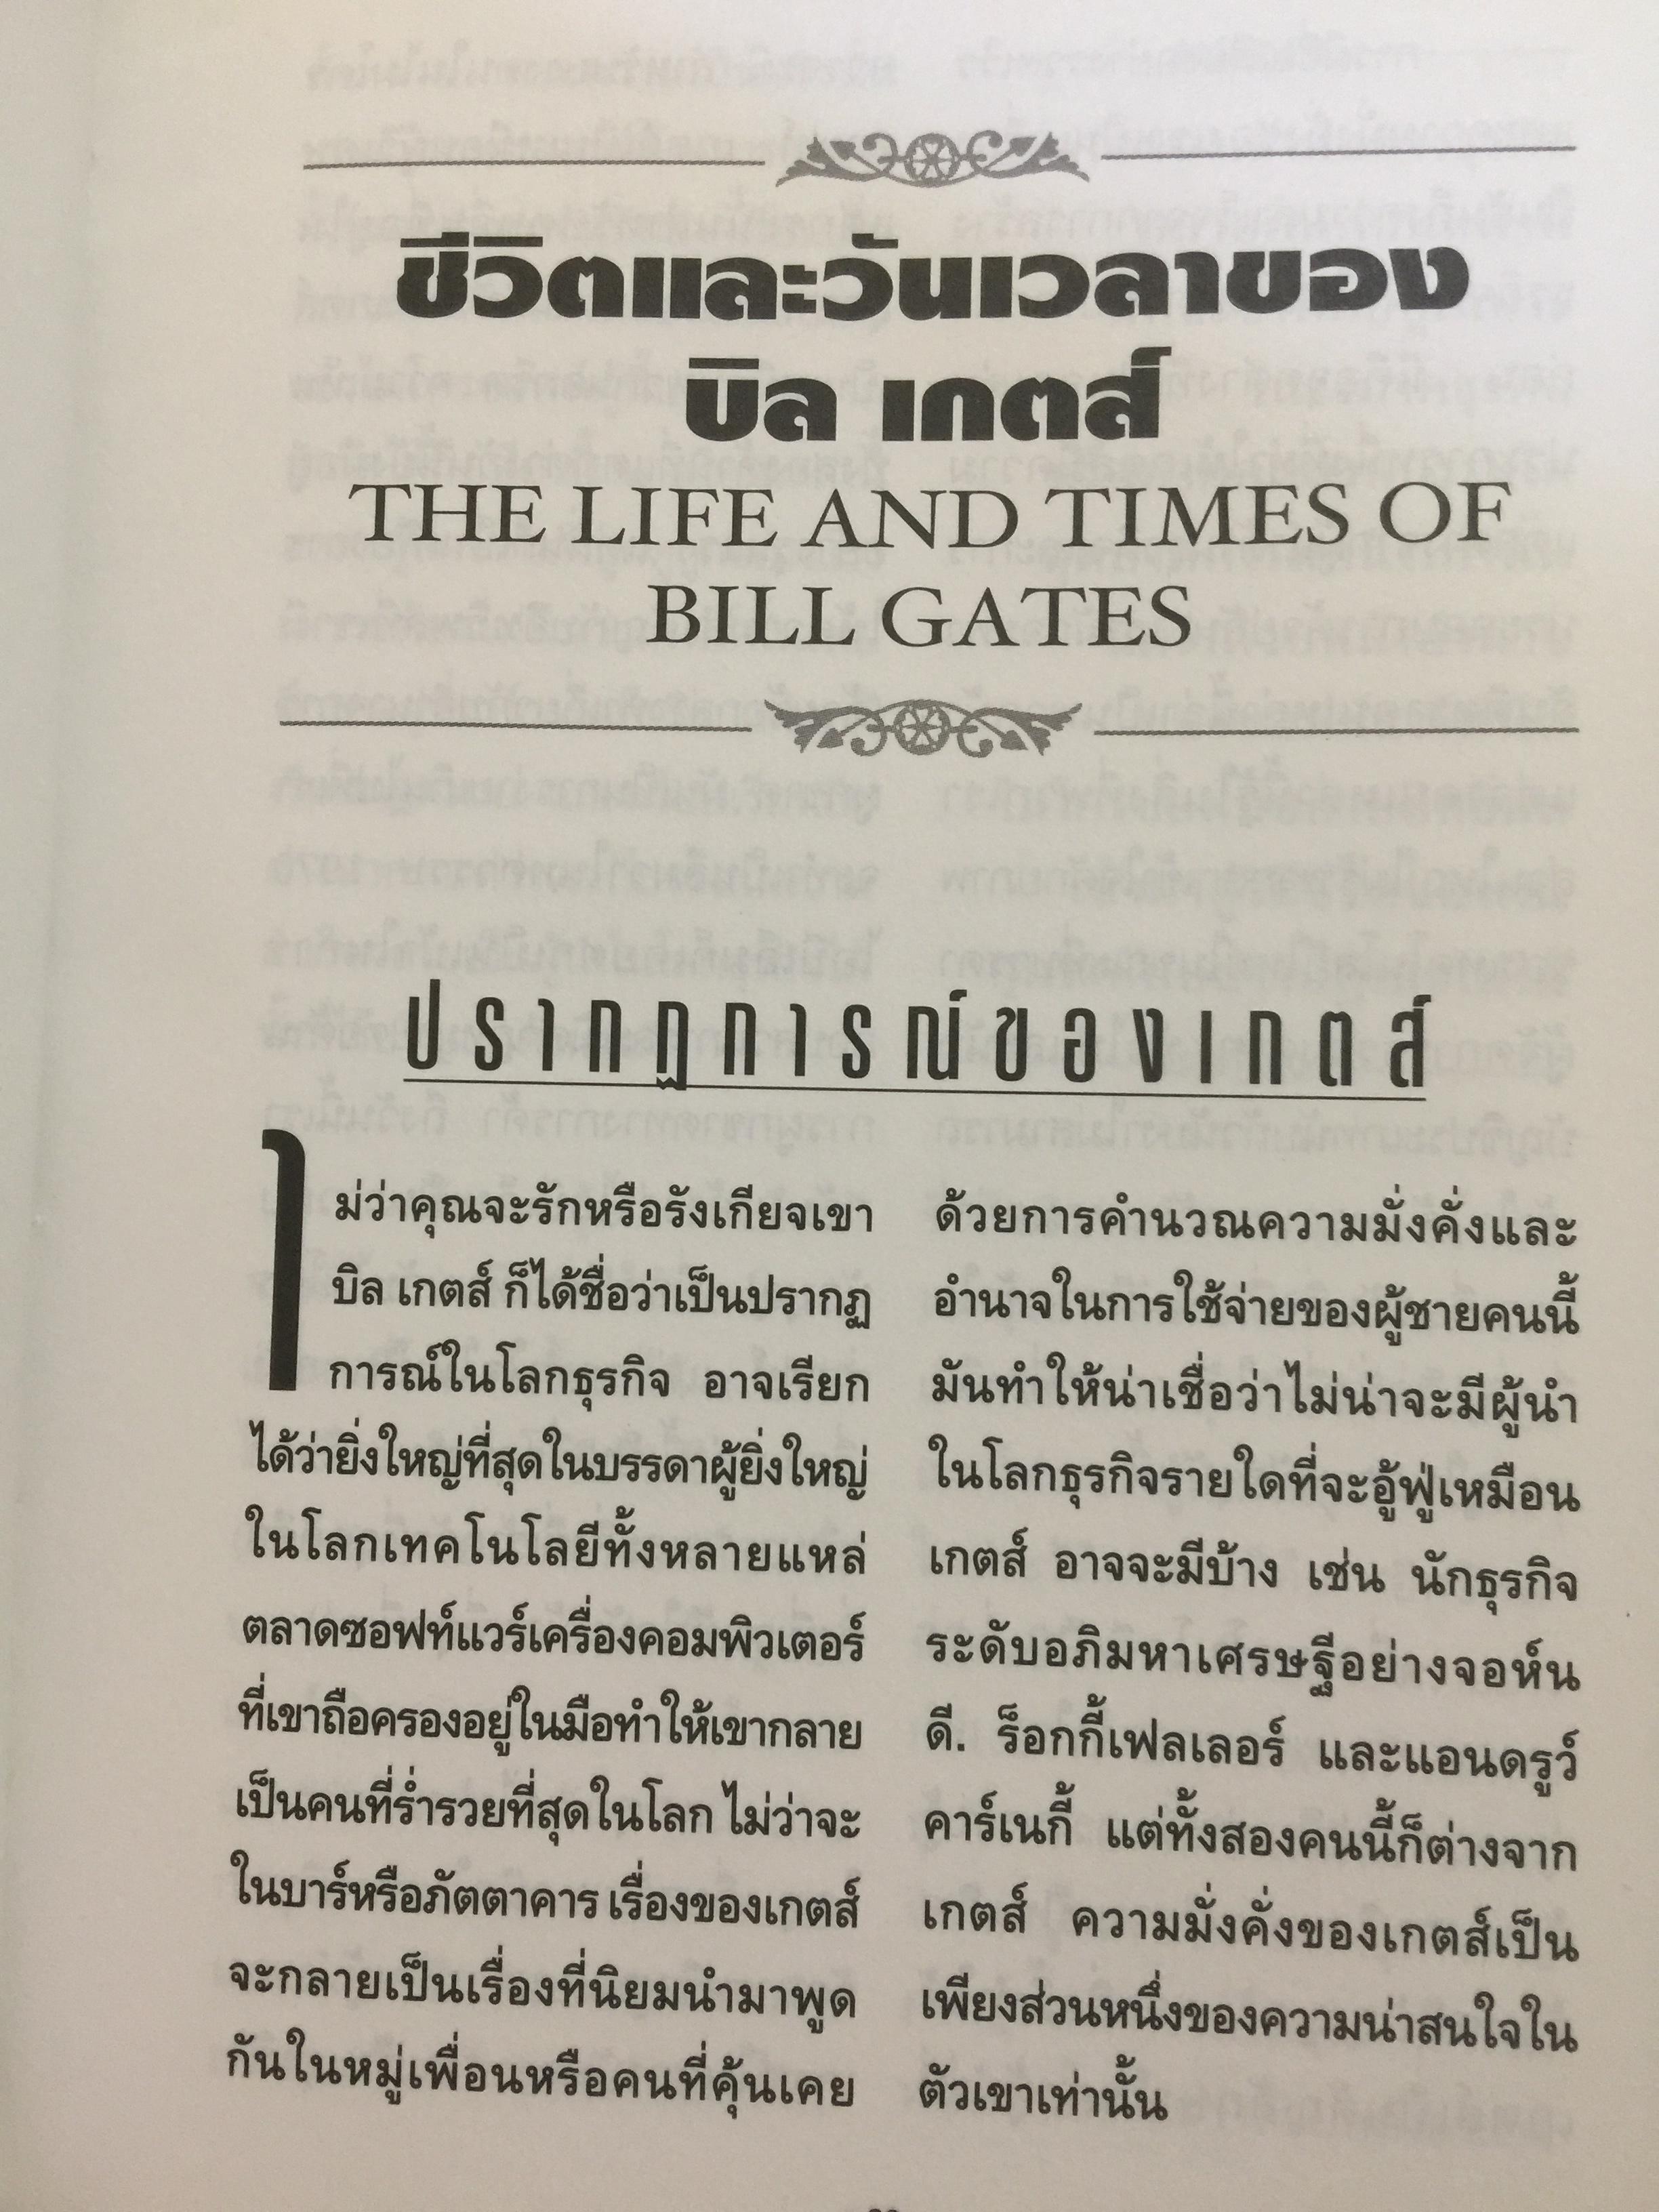 ชีวิตและวันเวลาของ
บิล เกตส์
THE LIFE AND TIMES OF
BILL GATES
ปรากฏการณ์ของเกตส์
ไม่ว่าคุณจะรักหรือรังเกียจเขา
บิล เกตส์ ก็ได้ชื่อว่าเป็นปรากฏ
การณ์ในโลกธุรกิจ อาจเรียก
ได้ว่ายิ่งใหญ่ที่สุดในบรรดาผู้ยิ่งใหญ่
ในโลกเทคโนโลยีทั้งหลายแหล่
ตลาดซอฟท์แวร์เครื่องคอมพิวเตอร์
ที่เขาถือครองอยู่ในมือทำให้เขากลาย
เป็นคนที่ร่ำรวยที่สุดในโลก ไม่ว่าจะ
ในบาร์หรือภัตตาคาร เรื่องของเกตส์
จะกลายเป็นเรื่องที่นิยมนำมาพูด
กันในหมู่เพื่อนหรือคนที่คุ้นเคย
ด้วยการคำนวณความมั่งคั่งและ
อำนาจในการใช้จ่ายของผู้ชายคนนี้
มันทำให้น่าเชื่อว่าไม่น่าจะมีผู้นำ
ในโลกธุรกิจรายใดที่จะอู้ฟู่เหมือน
เกตส์ อาจจะมีบ้าง เช่น นักธุรกิจ
ระดับอภิมหาเศรษฐีอย่างจอห์น
ดี. ร็อกกี้เฟลเลอร์ และแอนดรูว์
คาร์เนกี้ แต่ทั้งสองคนนี้ก็ต่างจาก
เกตส์ ความมั่งคั่งของเกตส์เป็น
เพียงส่วนหนึ่งของความน่าสนใจใน
ตัวเขาเท่านั้น